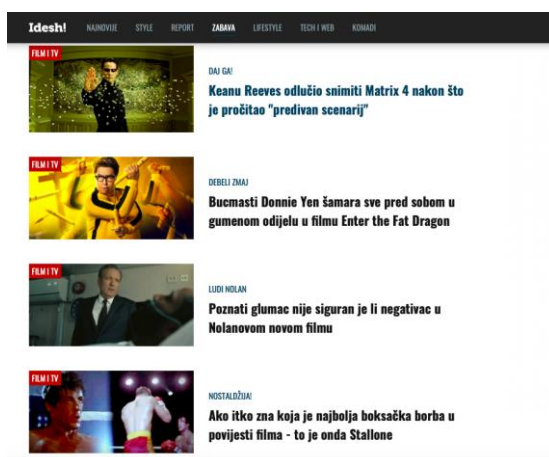 Idesh! NAJNOVIJE STYLE REPORT ZABAVA LIFESTYLE TECH I WEB KOMADI
FILM I TV
DAJ GA!
Keanu Reeves odlučio snimiti Matrix 4 nakon što
je pročitao "predivan scenarij"
FILM I TV
DEBELI ZMAJ
Bucmasti Donnie Yen šamara sve pred sobom u
gumenom odijelu u filmu Enter the Fat Dragon
FILM I TV
LUDI NOLAN
Poznati glumac nije siguran je li negativac u
Nolanovom novom filmu
FILM I TV
NOSTALDŽIJA!
Ako itko zna koja je najbolja boksačka borba u
povijesti filma - to je onda Stallone